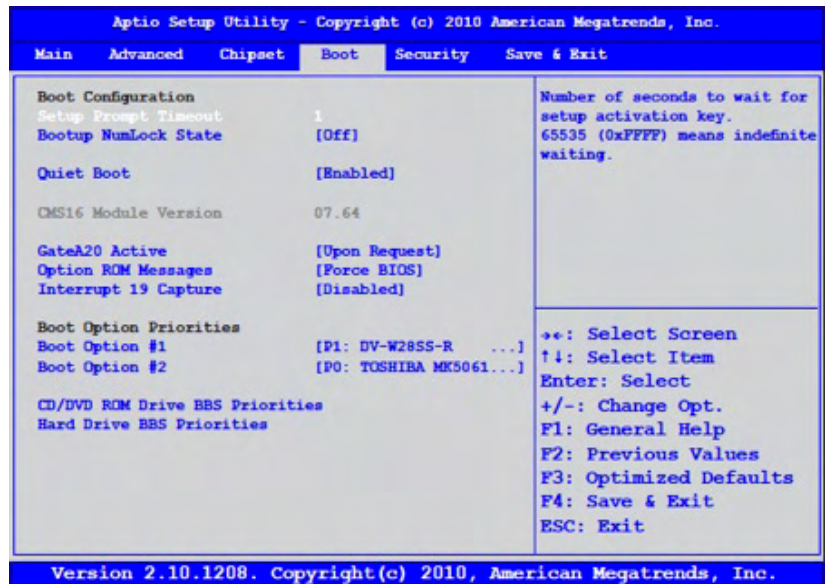 Aptio Setup Utility - Copyright (c) 2010 American Megatrends, Inc.
Main Advanced Chipset Boot Security Save & Exit
Boot Configuration
Setup Prompt Timeout 1
Bootup NumLock State [Off]
Quiet Boot [Enabled]
CMS16 Module Version 07.64
GateA20 Active [Upon Request]
Option ROM Messages [Force BIOS]
Interrupt 19 Capture [Disabled]
Boot Option Priorities
Boot Option #1 [P1: DV-W28SS-R ...]
Boot Option #2 [P0: TOSHIBA MK5061...]
CD/DVD ROM Drive BBS Priorities
Hard Drive BBS Priorities
Number of seconds to wait for
setup activation key.
65535 (0xFFFF) means indefinite
waiting.
→←: Select Screen
↑↓: Select Item
Enter: Select
+/-: Change Opt.
F1: General Help
F2: Previous Values
F3: Optimized Defaults
F4: Save & Exit
ESC: Exit
Version 2.10.1208. Copyright(c) 2010, American Megatrends, Inc.